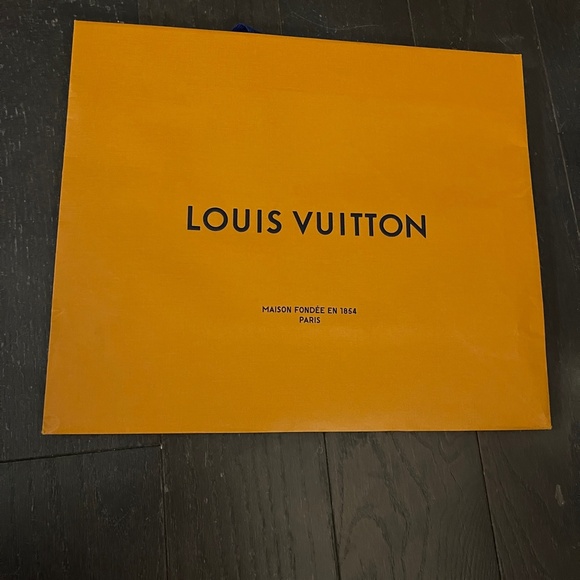 LOUIS VUITTON
MAISON FONDÉE EN 1854
PARIS